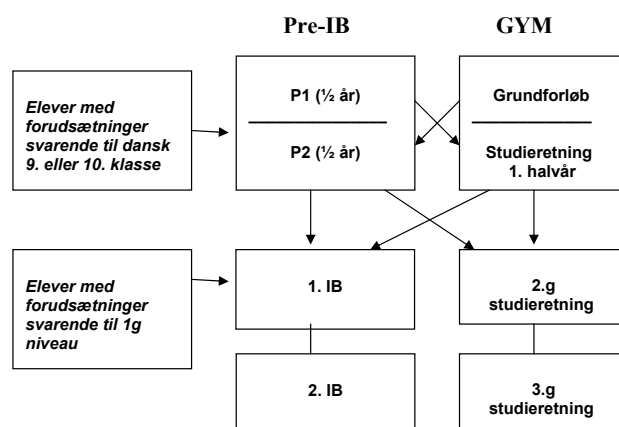 Pre-IB
GYM
Elever med
forudsætninger
svarende til dansk
9. eller 10. klasse
P1 (½ år)
P2 (½ år)
Grundforløb
Studieretning
1. halvår
Elever med
forudsætninger
svarende til 1g
niveau
1. IB
2.g
studieretning
2. IB
3.g
studieretning